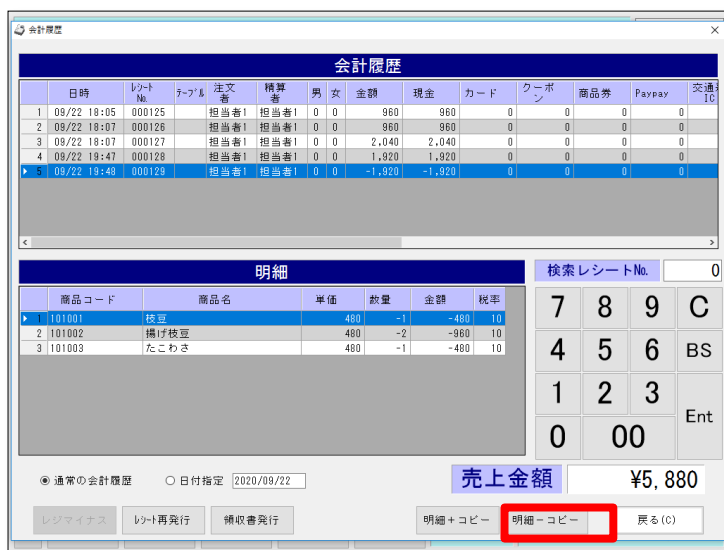 会計履歴
会計履歴
日時 レシート No. テーブル 注文者 精算者 男 女 金額 現金 カード クーポン 商品券 Paypay 交通系IC
1 09/22 18:05 000125 担当者1 担当者1 0 0 960 960 0 0 0 0
2 09/22 18:07 000126 担当者1 担当者1 0 0 960 960 0 0 0 0
3 09/22 18:07 000127 担当者1 担当者1 0 0 2,040 2,040 0 0 0 0
4 09/22 19:47 000128 担当者1 担当者1 0 0 1,920 1,920 0 0 0 0
5 09/22 19:48 000129 担当者1 担当者1 0 0 -1,920 -1,920 0 0 0 0
明細
商品コード 商品名 単価 数量 金額 税率
1 101001 枝豆 480 -1 -480 10
2 101002 揚げ枝豆 480 -2 -960 10
3 101003 たこわさ 480 -1 -480 10
検索レシートNo. 0
7 8 9 C
4 5 6 BS
1 2 3
Ent
0 00
通常の会計履歴 日付指定 2020/09/22
売上金額 ¥5,880
レジマイナス レシート再発行 領収書発行 明細+コピー 明細-コピー 戻る(C)